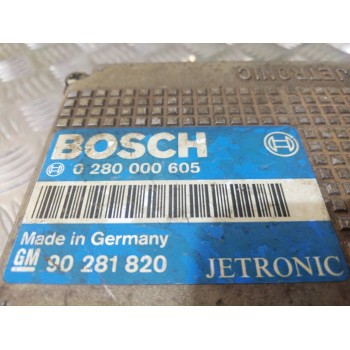 JETRONIC
BOSCH
0 280 000 605
Made in Germany
GM 90 281 820 JETRONIC